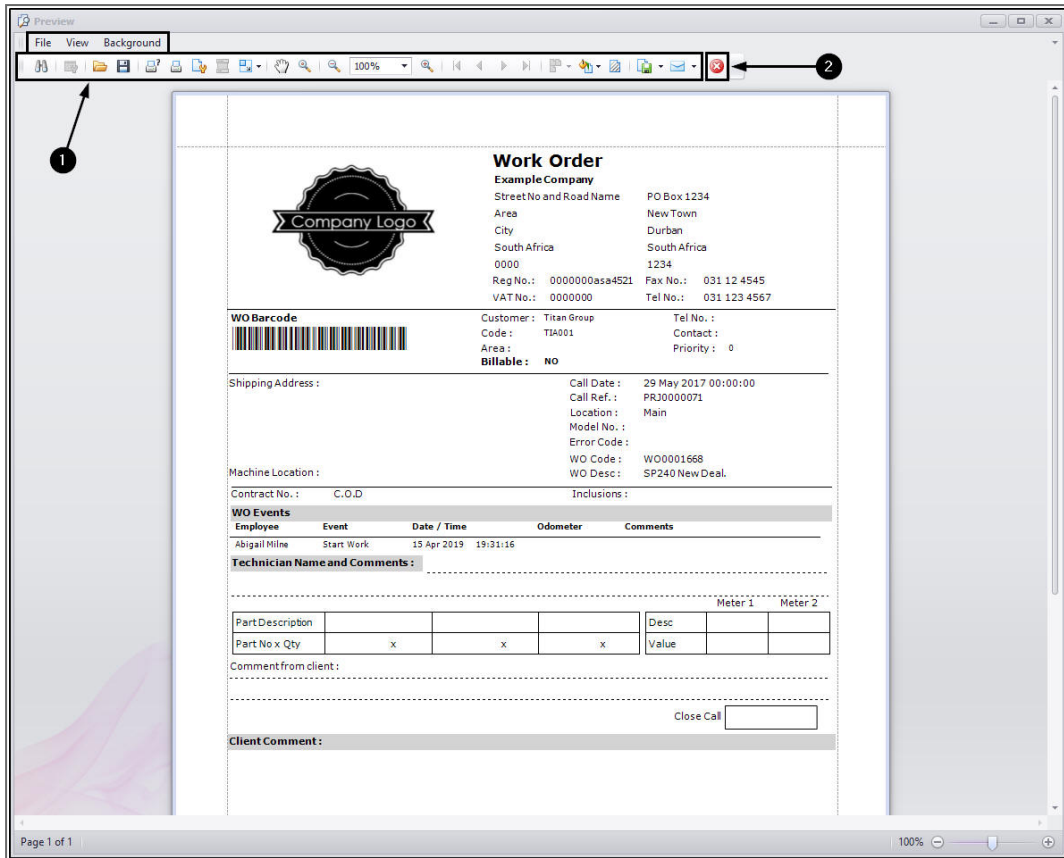 Preview
File View Background
100%
2
1
Work Order
Example Company
Street No and Road Name PO Box 1234
Area New Town
City Durban
South Africa South Africa
0000 1234
Reg No.: 0000000asa4521 Fax No.: 031 12 4545
VAT No.: 0000000 Tel No.: 031 123 4567
Company Logo
WO Barcode Customer : Titan Group Tel No. :
Code : TIA001 Contact :
Area : Priority : 0
Billable : NO
Shipping Address : Call Date : 29 May 2017 00:00:00
Call Ref. : PRJ0000071
Location : Main
Model No. :
Error Code :
WO Code : WO0001668
Machine Location : WO Desc : SP240 New Deal.
Contract No. : C.O.D Inclusions :
WO Events
Employee Event Date / Time Odometer Comments
Abigail Milne Start Work 15 Apr 2019 19:31:16
Technician Name and Comments :
Meter 1 Meter 2
Part Description Desc
Part No x Qty x x x Value
Comment from client :
Close Call
Client Comment :
Page 1 of 1 100%